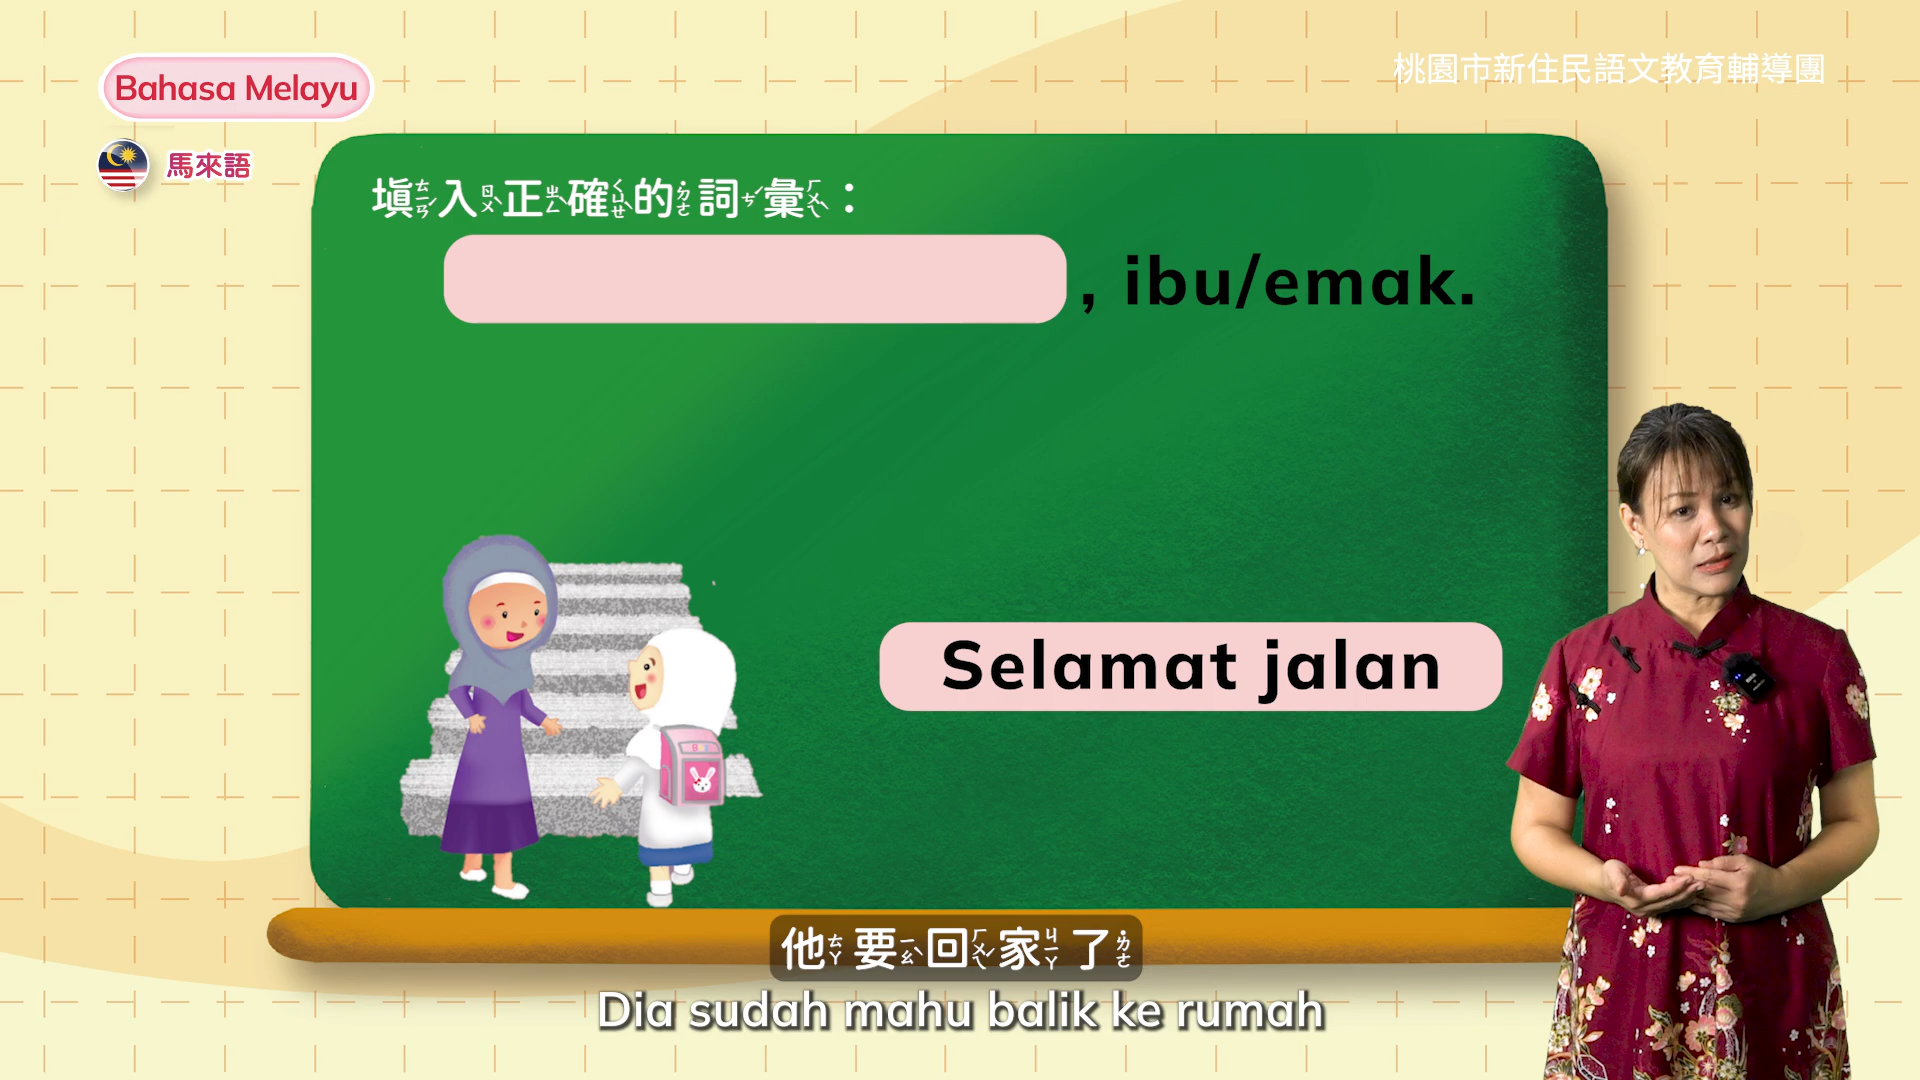 Bahasa Melayu
桃園市新住民語文教育輔導團
馬來語
填入正確的詞彙：
, ibu/emak.
Selamat jalan
他要回家了
Dia sudah mahu balik ke rumah